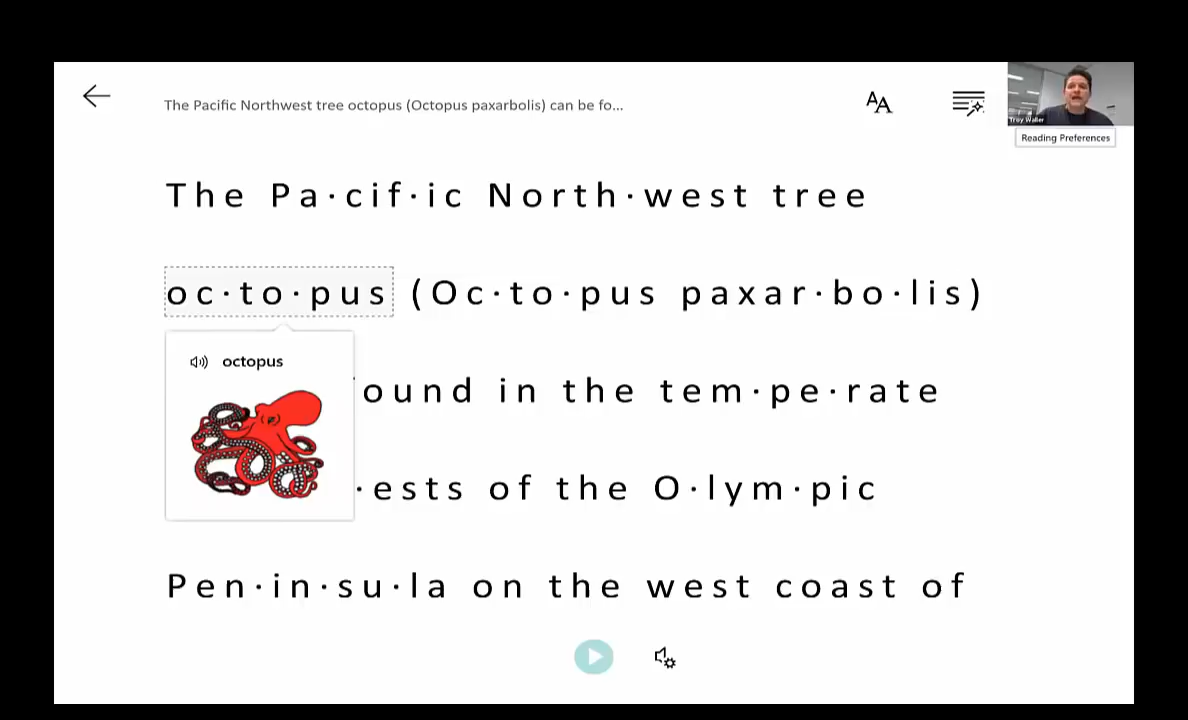 The Pacific Northwest tree octopus (Octopus paxarbolis) can be fo...
AA
Troy Waller
Reading Preferences
The Pa·cif·ic North·west tree
oc·to·pus (Oc·to·pus paxar·bo·lis)
octopus
ound in the tem·pe·rate
·ests of the O·lym·pic
Pen·in·su·la on the west coast of